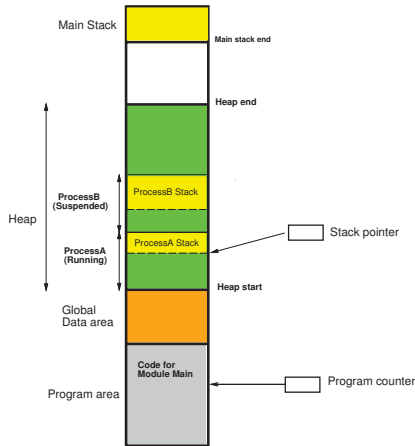 Main Stack
Main stack end
Heap end
ProcessB Stack
ProcessB
(Suspended)
Heap
ProcessA Stack
ProcessA
(Running)
Stack pointer
Heap start
Global
Data area
Code for
Module Main
Program area
Program counter